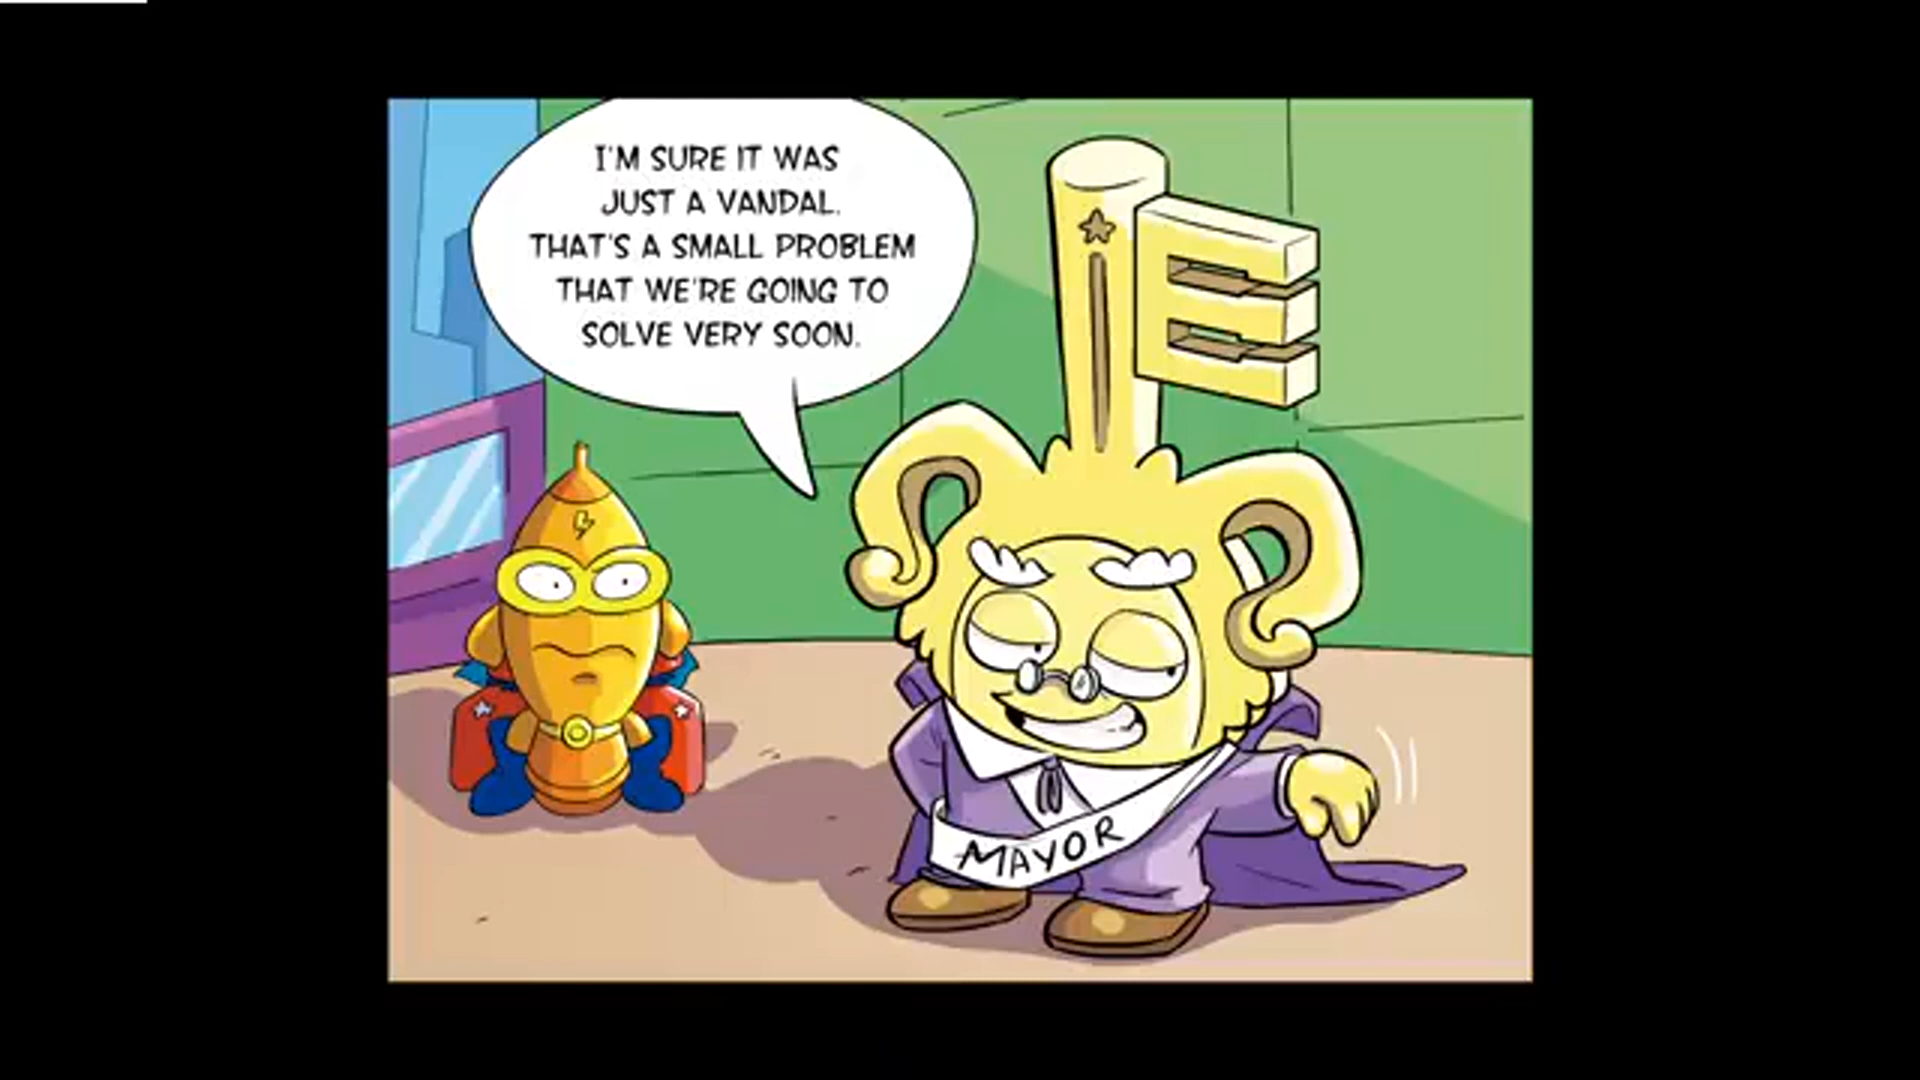 I'M SURE IT WAS
JUST A VANDAL.
THAT'S A SMALL PROBLEM
THAT WE'RE GOING TO
SOLVE VERY SOON.
MAYOR